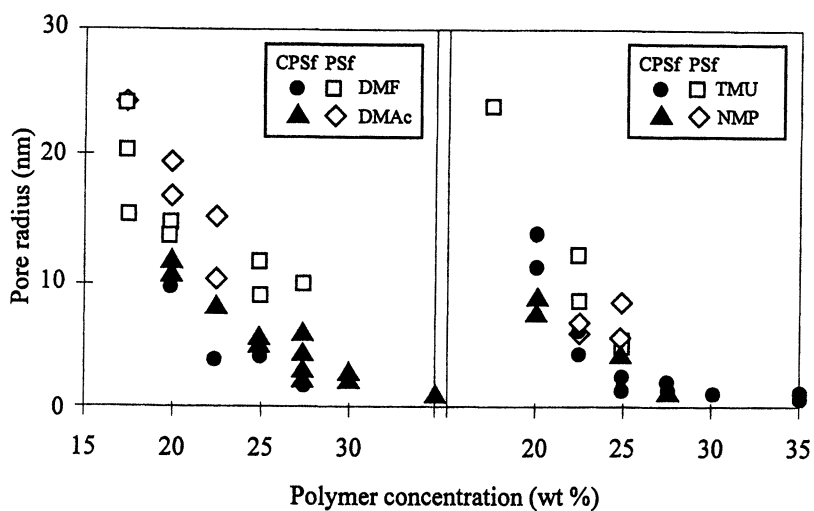 30
20
10
0
Pore radius (nm)
CPSf PSf
DMF
DMAc
CPSf PSf
TMU
NMP
15 20 25 30 20 25 30 35
Polymer concentration (wt %)